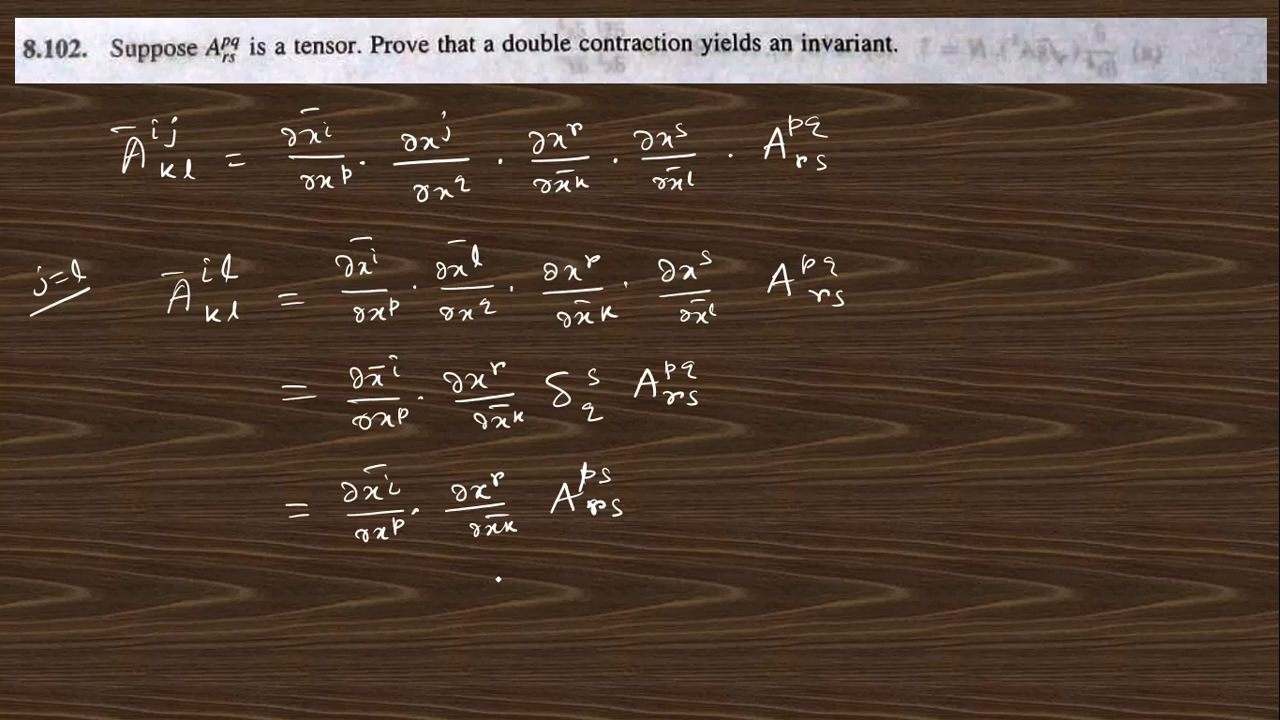 8.102. Suppose A^{pq}_{rs} is a tensor. Prove that a double contraction yields an invariant.
Ā^{ij}_{kl} = ∂x̄^i/∂x^p · ∂x^j/∂x^q · ∂x^r/∂x̄^k · ∂x^s/∂x̄^l · A^{pq}_{rs}
j=l Ā^{il}_{kl} = ∂x̄^i/∂x^p · ∂x̄^l/∂x^q · ∂x^r/∂x̄^k · ∂x^s/∂x̄^l A^{pq}_{rs}
= ∂x̄^i/∂x^p · ∂x^r/∂x̄^k δ^s_q A^{pq}_{rs}
= ∂x̄^i/∂x^p · ∂x^r/∂x̄^k A^{ps}_{rs}